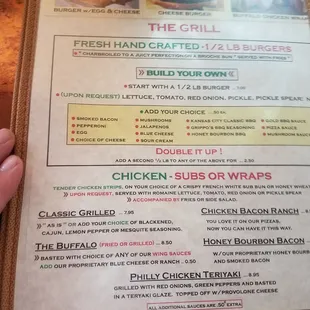 BURGER W/EGG & CHEESE
CHEESE BURGER
THE GRILL
FRESH HAND CRAFTED -1/2 LB BURGERS
* CHARBROILED TO A JUICY PERFECTION ON A BRIOCHE BUN * SERVED WITH FRIES *
BUILD YOUR OWN
★START WITH A 1/2 LB BURGER
★(UPON REQUEST) LETTUCE, TOMATO, RED ONION, PICKLE, PICKLE SPEAR,
★ADD YOUR CHOICE
■ SMOKED BACON
■ PEPPERONI
■ EGG
■ CHOICE OF CHEESE
■ MUSHROOMS
■ JALAPENOS
■ BLUE CHEESE
■ SOUR CREAM
■ KANSAS CITY CLASSIC BBQ
■ GRIPPO'S BBQ SEASONING
■ HONEY BOURBON BBQ
■ GOLD BBQ SAUCE
■ PIZZA SAUCE
■ MUSHROOM
DOUBLE IT UP !
ADD A SECOND 1/2 LB TO ANY OF THE ABOVE FOR ... 2.50
CHICKEN - SUBS OR WRAPS
TENDER CHICKEN STRIPS, ON YOUR CHOICE OF A CRISPY FRENCH WHITE SUB BUN OR HONEY WHEAT
UPON REQUEST, SERVED WITH ROMAINE LETTUCE, TOMATO, RED ONION OR PICKLE SPEAR
ACCOMPANIED BY FRIES OR SIDE SALAD.
CLASSIC GRILLED ... 7.95
" AS IS " OR ADD YOUR CHOICE OF BLACKENED,
CAJUN, LEMON PEPPER OR MESQUITE SEASONING.
CHICKEN BACON RANCH
YOU LOVE IT ON OUR PIZZAS,
NOW YOU CAN HAVE IT THIS WAY.
THE BUFFALO (FRIED OR GRILLED) ... 8.50
BASTED WITH CHOICE OF ANY OF OUR WING SAUCES
ADD OUR PROPRIETARY BLUE CHEESE OR RANCH . 0.50
HONEY BOURBON BACON
W/OUR PROPRIETARY HONEY BOURBON
AND SMOKED BACON
PHILLY CHICKEN TERIYAKI ... 8.95
GRILLED WITH RED ONIONS, GREEN PEPPERS AND BASTED
IN A TERIYAKI GLAZE. TOPPED OFF W/PROVOLONE CHEESE
ALL ADDITIONAL SAUCES ARE .50¢ EXTRA